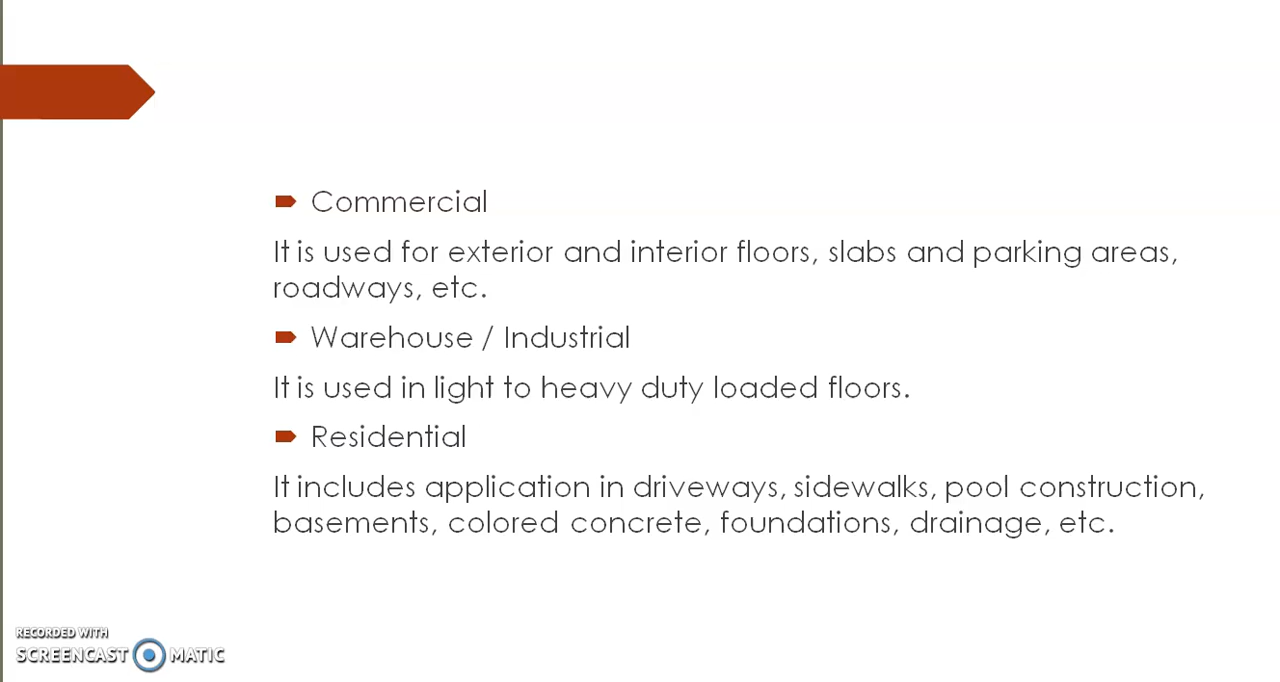 Commercial
It is used for exterior and interior floors, slabs and parking areas,
roadways, etc.
Warehouse / Industrial
It is used in light to heavy duty loaded floors.
Residential
It includes application in driveways, sidewalks, pool construction,
basements, colored concrete, foundations, drainage, etc.
RECORDED WITH
SCREENCAST MATIC